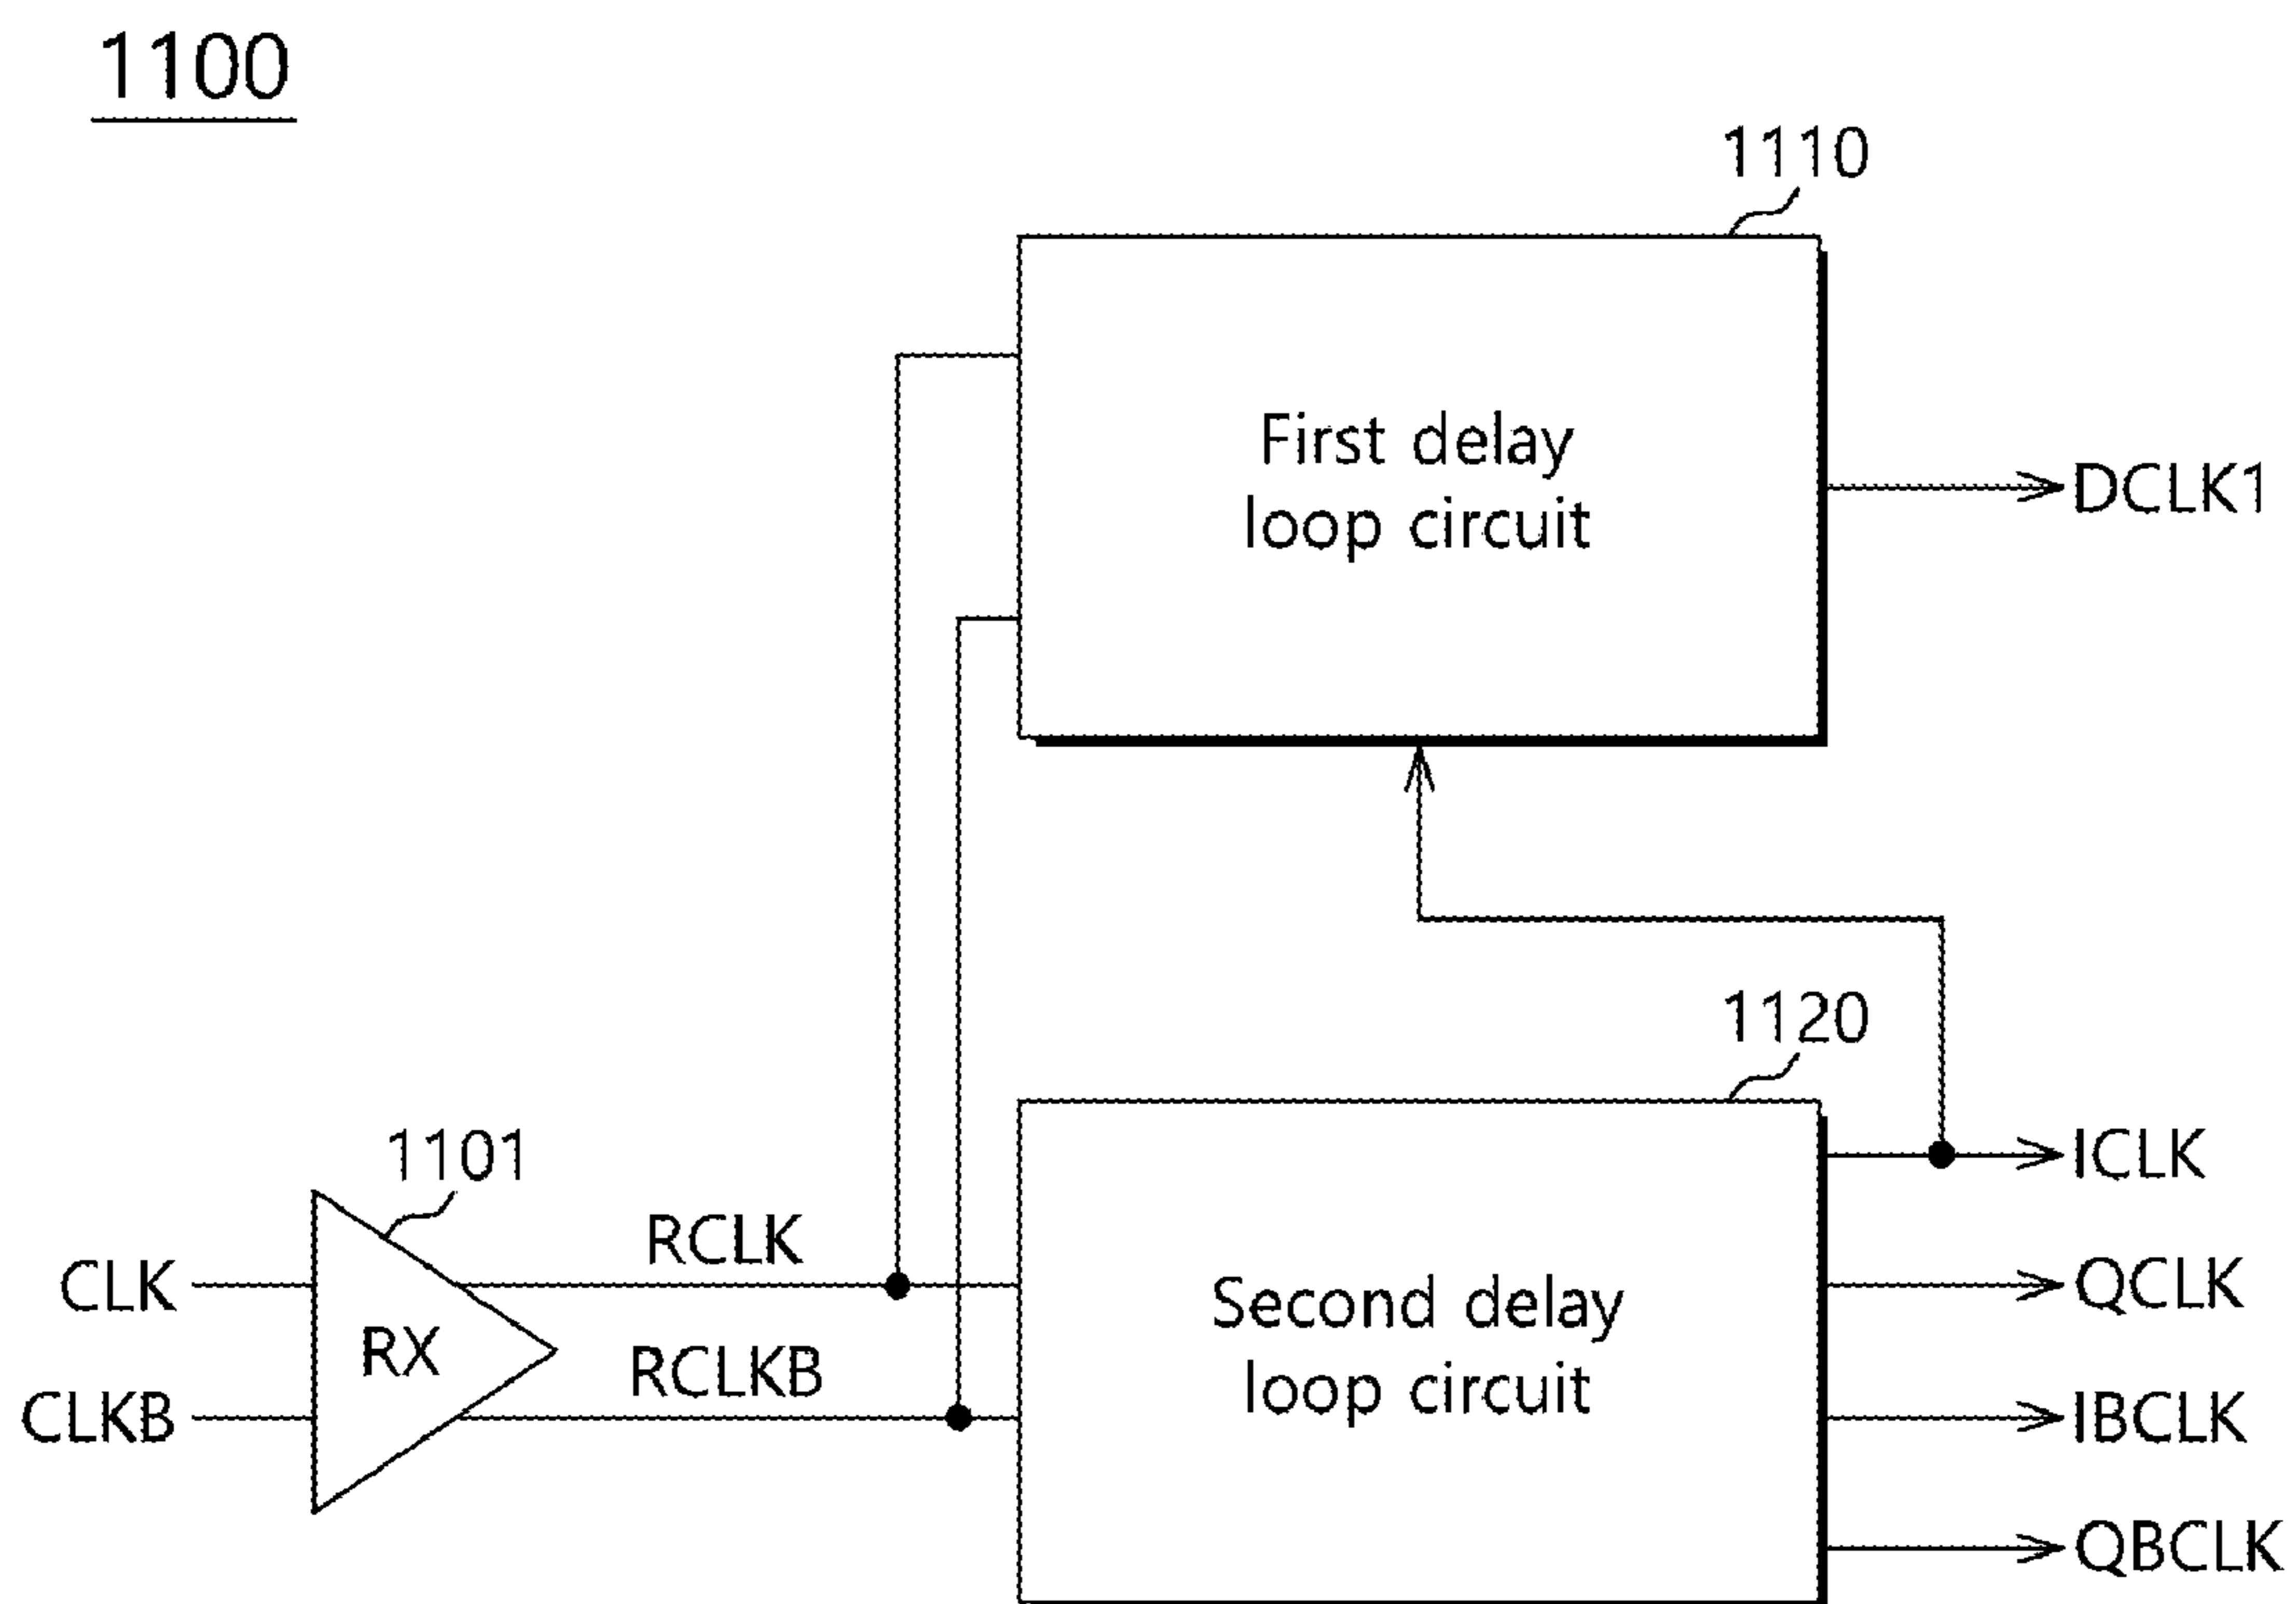 1100
1110
First delay
loop circuit
DCLK1
1120
1101
ICLK
RCLK
CLK
QCLK
Second delay
RX
RCLKB
loop circuit
CLKB
IBCLK
QBCLK